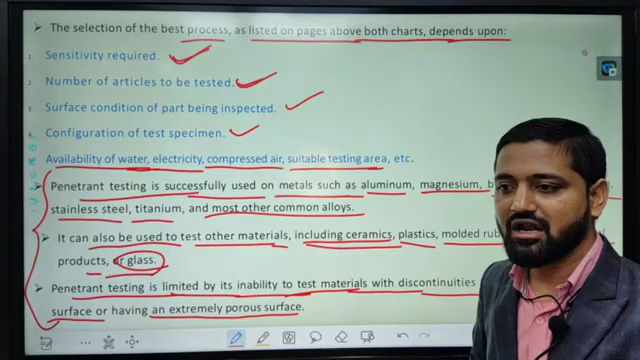 The selection of the best process, as listed on pages above both charts, depends upon:
1. Sensitivity required.
2. Number of articles to be tested.
3. Surface condition of part being inspected.
4. Configuration of test specimen.
Availability of water, electricity, compressed air, suitable testing area, etc.
Penetrant testing is successfully used on metals such as aluminum, magnesium,
stainless steel, titanium, and most other common alloys.
It can also be used to test other materials, including ceramics, plastics, molded
products, or glass.
Penetrant testing is limited by its inability to test materials with discontinuities
surface or having an extremely porous surface.